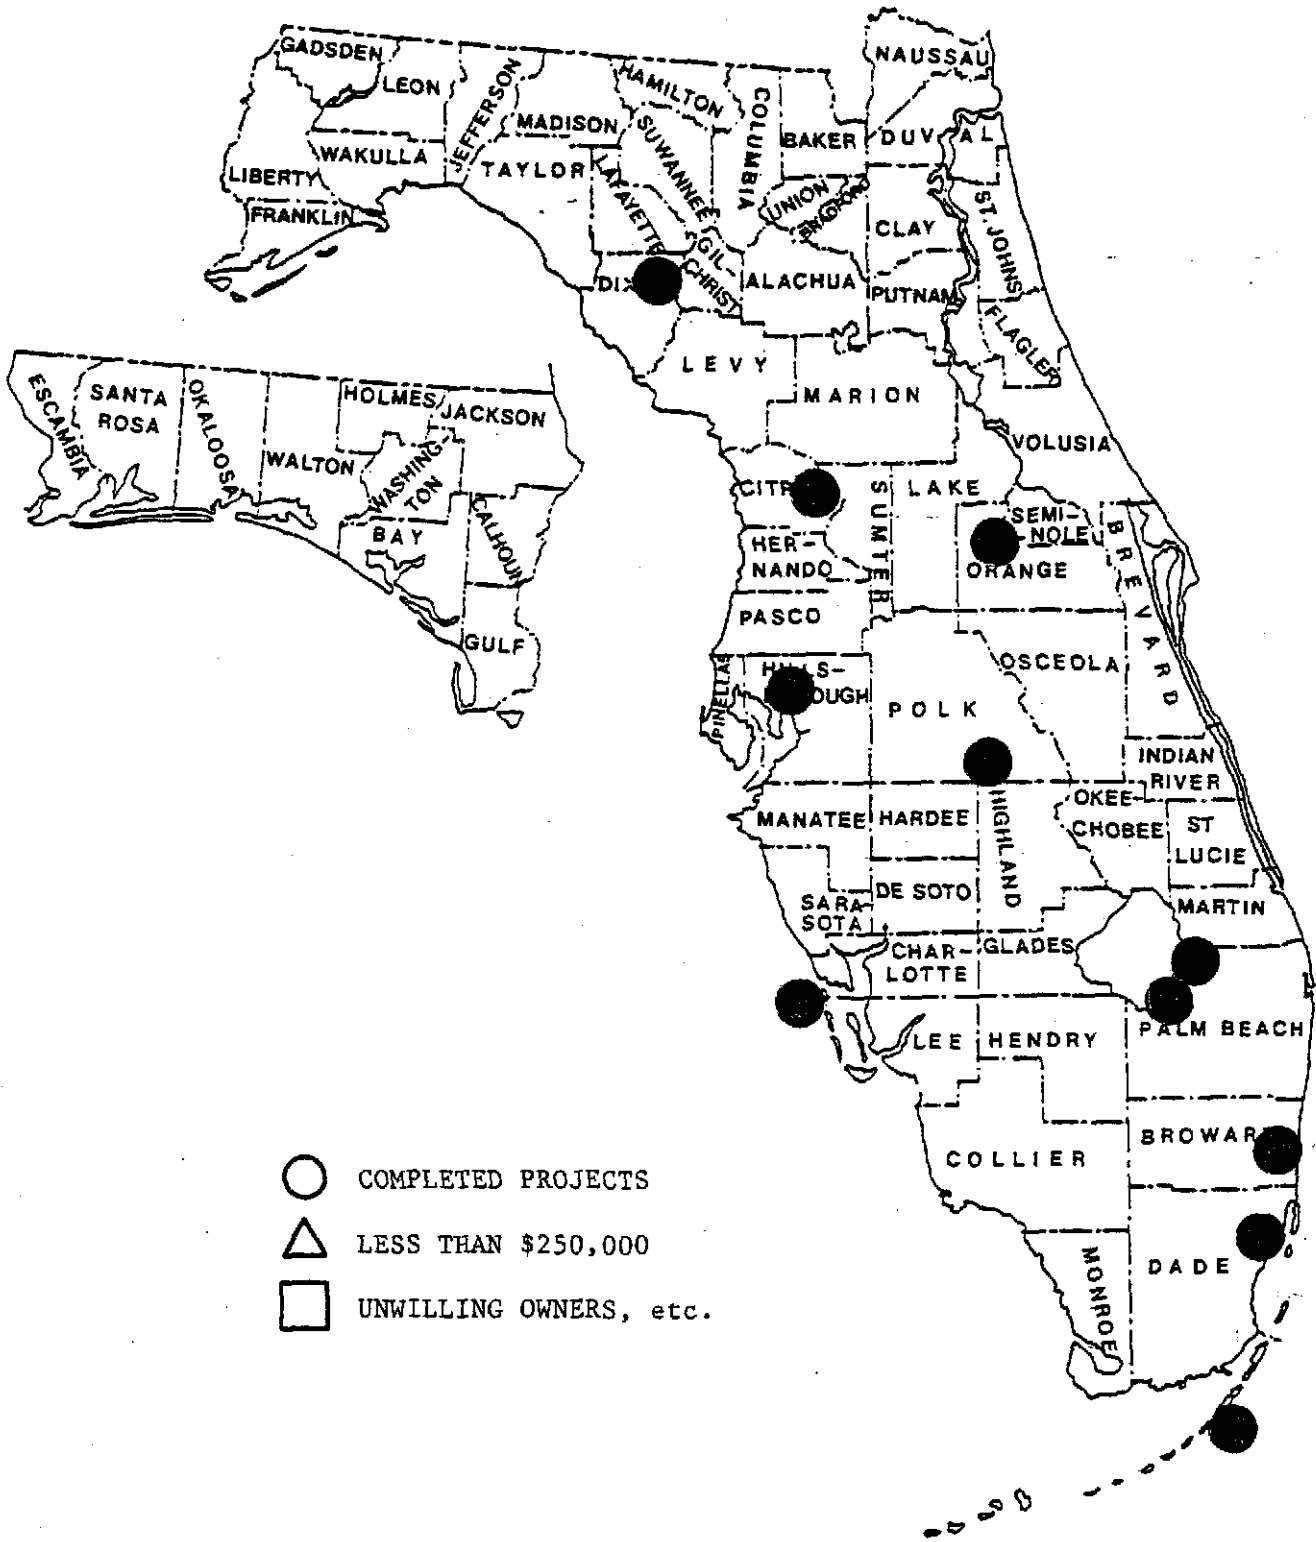 GADSDEN
LEON
JEFFERSON
MADISON
HAMILTON
SUWANNEE
COLUMBIA
BAKER
NAUSSAU
DUVAL
LIBERTY
WAKULLA
TAYLOR
LAFAYETTE
UNION
BRADFORD
CLAY
ST. JOHNS
FRANKLIN
DI
GIL-
CHRIST
ALACHUA
PUTNAM
FLAGLER
LEVY
MARION
VOLUSIA
ESCAMBIA
SANTA
ROSA
OKALOOSA
WALTON
HOLMES
JACKSON
WASHING
TON
BAY
CALHOUN
GULF
CITR
SUMTER
LAKE
SEMI-
NOLE
ORANGE
BREVARD
HER-
NANDO
PASCO
PINELLAS
HILLS-
OUGH
POLK
OSCEOLA
INDIAN
RIVER
MANATEE
HARDEE
HIGHLAND
OKEE-
CHOBEE
ST
LUCIE
SARA-
SOTA
DE SOTO
MARTIN
CHAR-
LOTTE
GLADES
LEE
HENDRY
PALM BEACH
COLLIER
BROWAR
MONROE
DADE
COMPLETED PROJECTS
LESS THAN $250,000
UNWILLING OWNERS, etc.